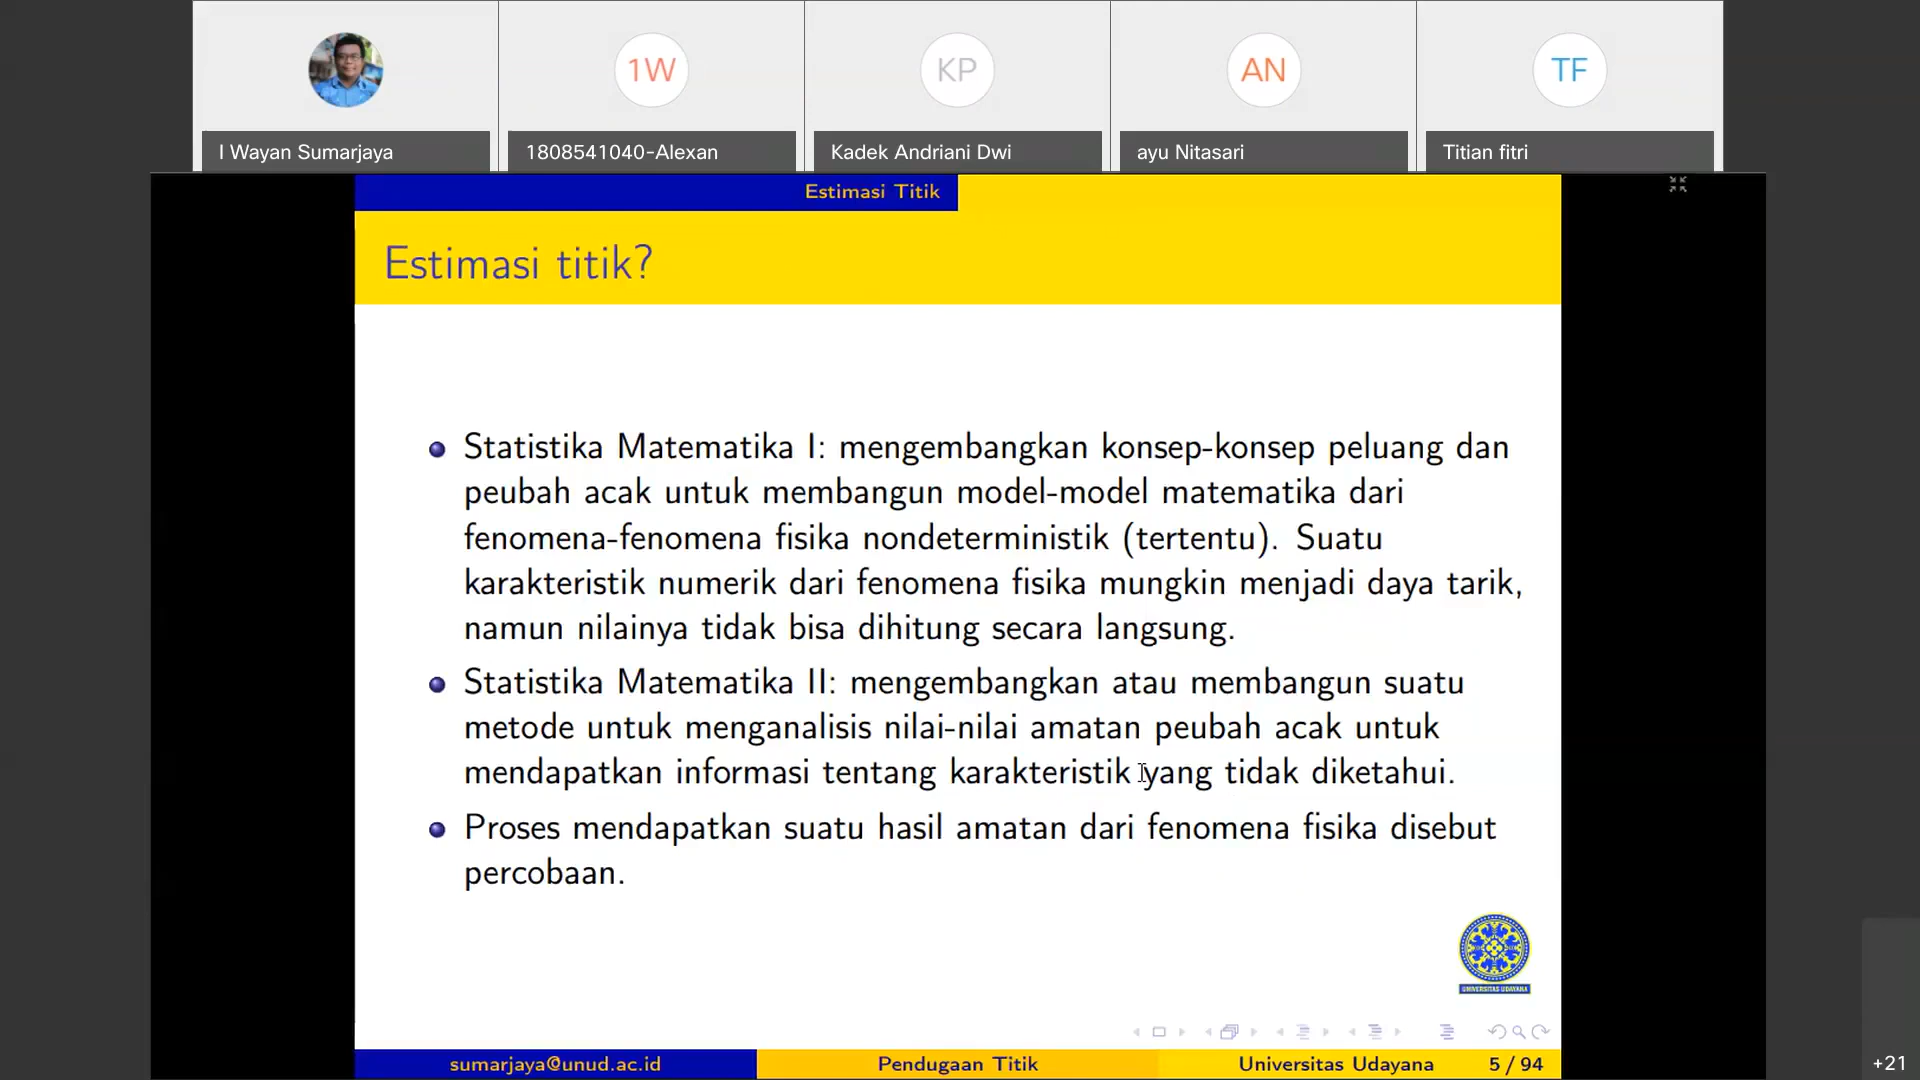 1W
KP
AN
TF
I Wayan Sumarjaya
1808541040-Alexan
Kadek Andriani Dwi
ayu Nitasari
Titian fitri
Estimasi Titik
Estimasi titik?
Statistika Matematika I: mengembangkan konsep-konsep peluang dan
peubah acak untuk membangun model-model matematika dari
fenomena-fenomena fisika nondeterministik (tertentu). Suatu
karakteristik numerik dari fenomena fisika mungkin menjadi daya tarik,
namun nilainya tidak bisa dihitung secara langsung.
Statistika Matematika II: mengembangkan atau membangun suatu
metode untuk menganalisis nilai-nilai amatan peubah acak untuk
mendapatkan informasi tentang karakteristik yang tidak diketahui.
Proses mendapatkan suatu hasil amatan dari fenomena fisika disebut
percobaan.
UNIVERSITAS UDAYANA
sumarjaya@unud.ac.id
Pendugaan Titik
Universitas Udayana
5 / 94
+21